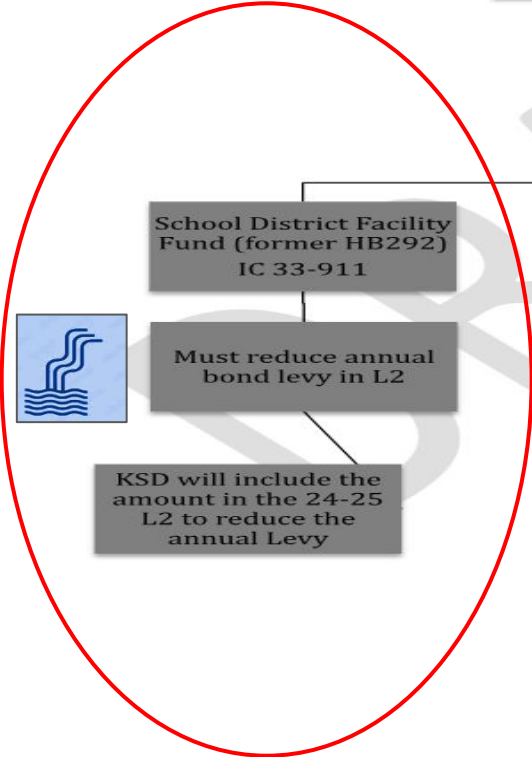 School District Facility
Fund (former HB292)
IC 33-911
Must reduce annual
bond levy in L2
KSD will include the
amount in the 24-25
L2 to reduce the
annual Levy